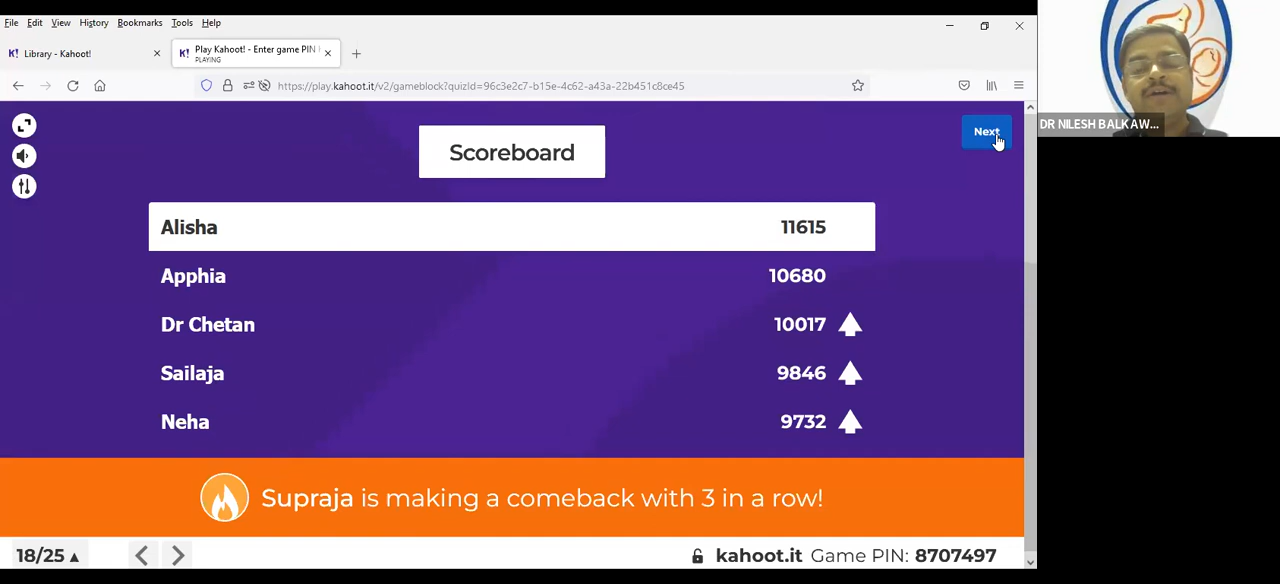 File Edit View History Bookmarks Tools Help
K! Library - Kahoot!
K! Play Kahoot! - Enter game PIN
PLAYING
https://play.kahoot.it/v2/gameblock?quizId=96c3e2c7-b15e-4c62-a43a-22b451c8ce45
Next
DR NILESH BALKAW...
Scoreboard
Alisha 11615
Apphia 10680
Dr Chetan 10017
Sailaja 9846
Neha 9732
Supraja is making a comeback with 3 in a row!
18/25 kahoot.it Game PIN: 8707497